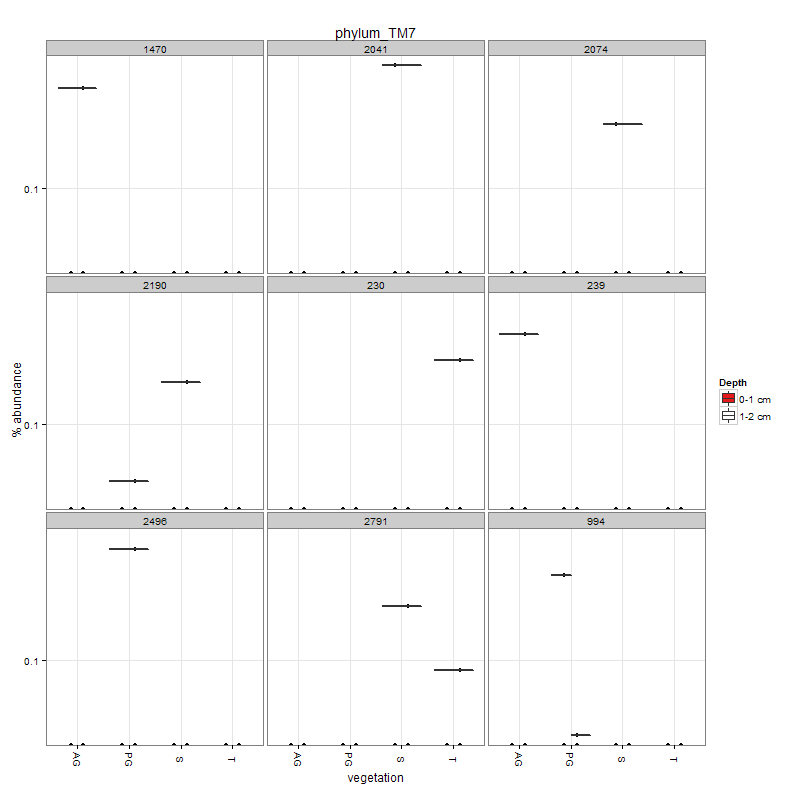 phylum_TM7
1470 2041 2074
0.1
2190 230 239
0.1
% abundance
Depth
0-1 cm
1-2 cm
2496 2791 994
0.1
AG PG S T AG PG S T AG PG S T
vegetation